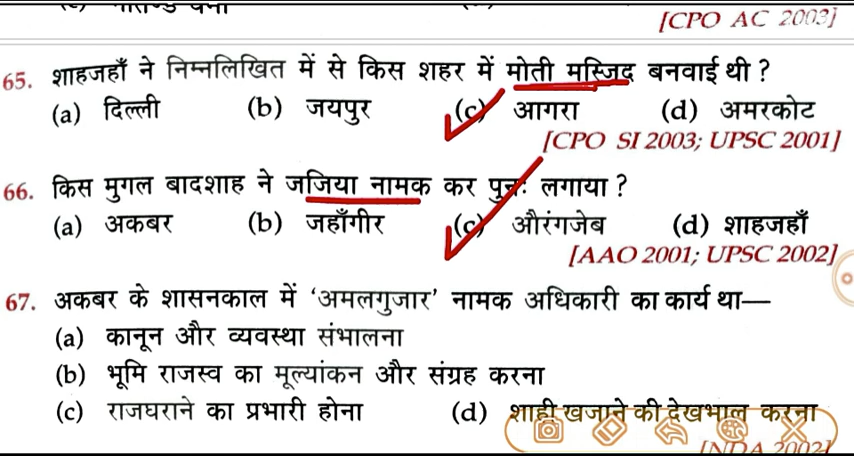 [CPO AC 2003]
65. शाहजहाँ ने निम्नलिखित में से किस शहर में मोती मस्जिद बनवाई थी ?
(a) दिल्ली (b) जयपुर (c) आगरा (d) अमरकोट
[CPO SI 2003; UPSC 2001]
66. किस मुगल बादशाह ने जजिया नामक कर पुनः लगाया ?
(a) अकबर (b) जहाँगीर (c) औरंगजेब (d) शाहजहाँ
[AAO 2001; UPSC 2002]
67. अकबर के शासनकाल में ‘अमलगुजार’ नामक अधिकारी का कार्य था—
(a) कानून और व्यवस्था संभालना
(b) भूमि राजस्व का मूल्यांकन और संग्रह करना
(c) राजघराने का प्रभारी होना (d) शाही खजाने की देखभाल करना
[NDA 2002]